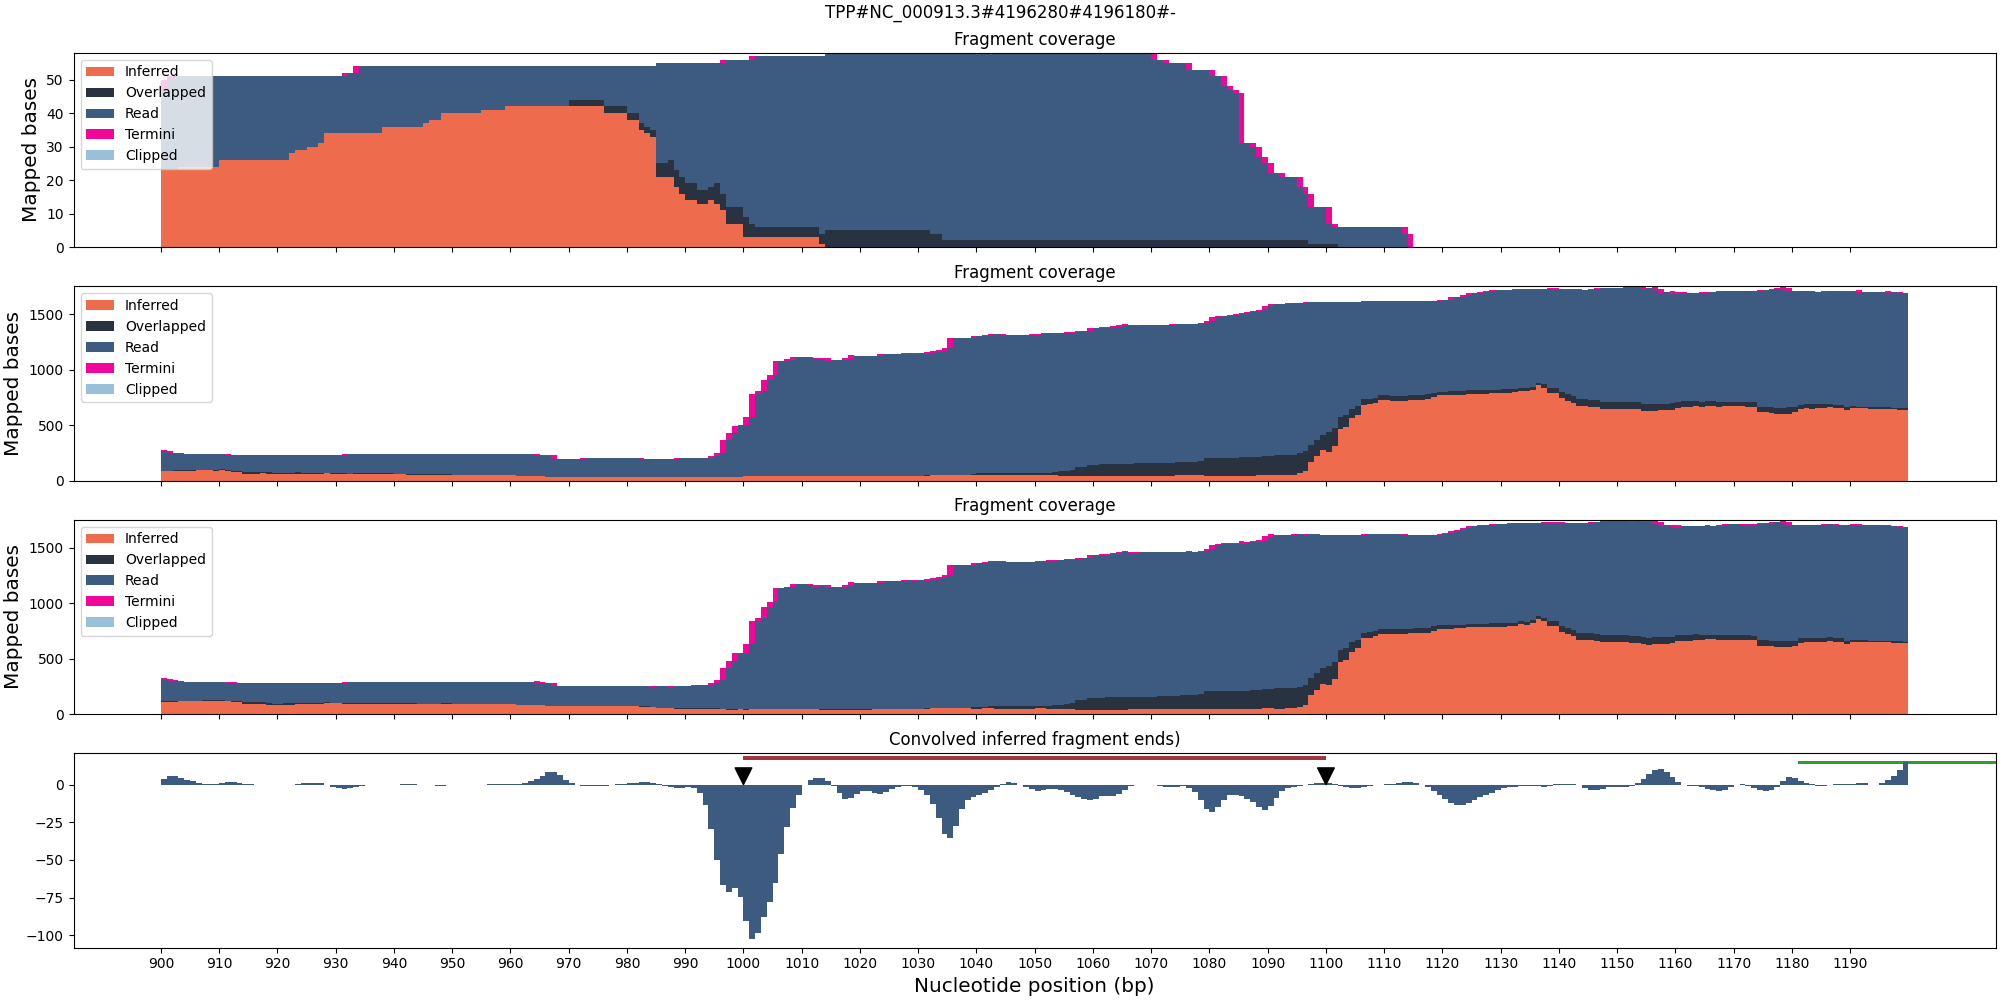 TPP#NC_000913.3#4196280#4196180#-
Fragment coverage
Mapped bases
50
40
30
20
10
0
Inferred
Overlapped
Read
Termini
Clipped
Fragment coverage
Mapped bases
1500
1000
500
0
Inferred
Overlapped
Read
Termini
Clipped
Fragment coverage
Mapped bases
1500
1000
500
0
Inferred
Overlapped
Read
Termini
Clipped
Convolved inferred fragment ends)
0
−25
−50
−75
−100
900 910 920 930 940 950 960 970 980 990 1000 1010 1020 1030 1040 1050 1060 1070 1080 1090 1100 1110 1120 1130 1140 1150 1160 1170 1180 1190
Nucleotide position (bp)